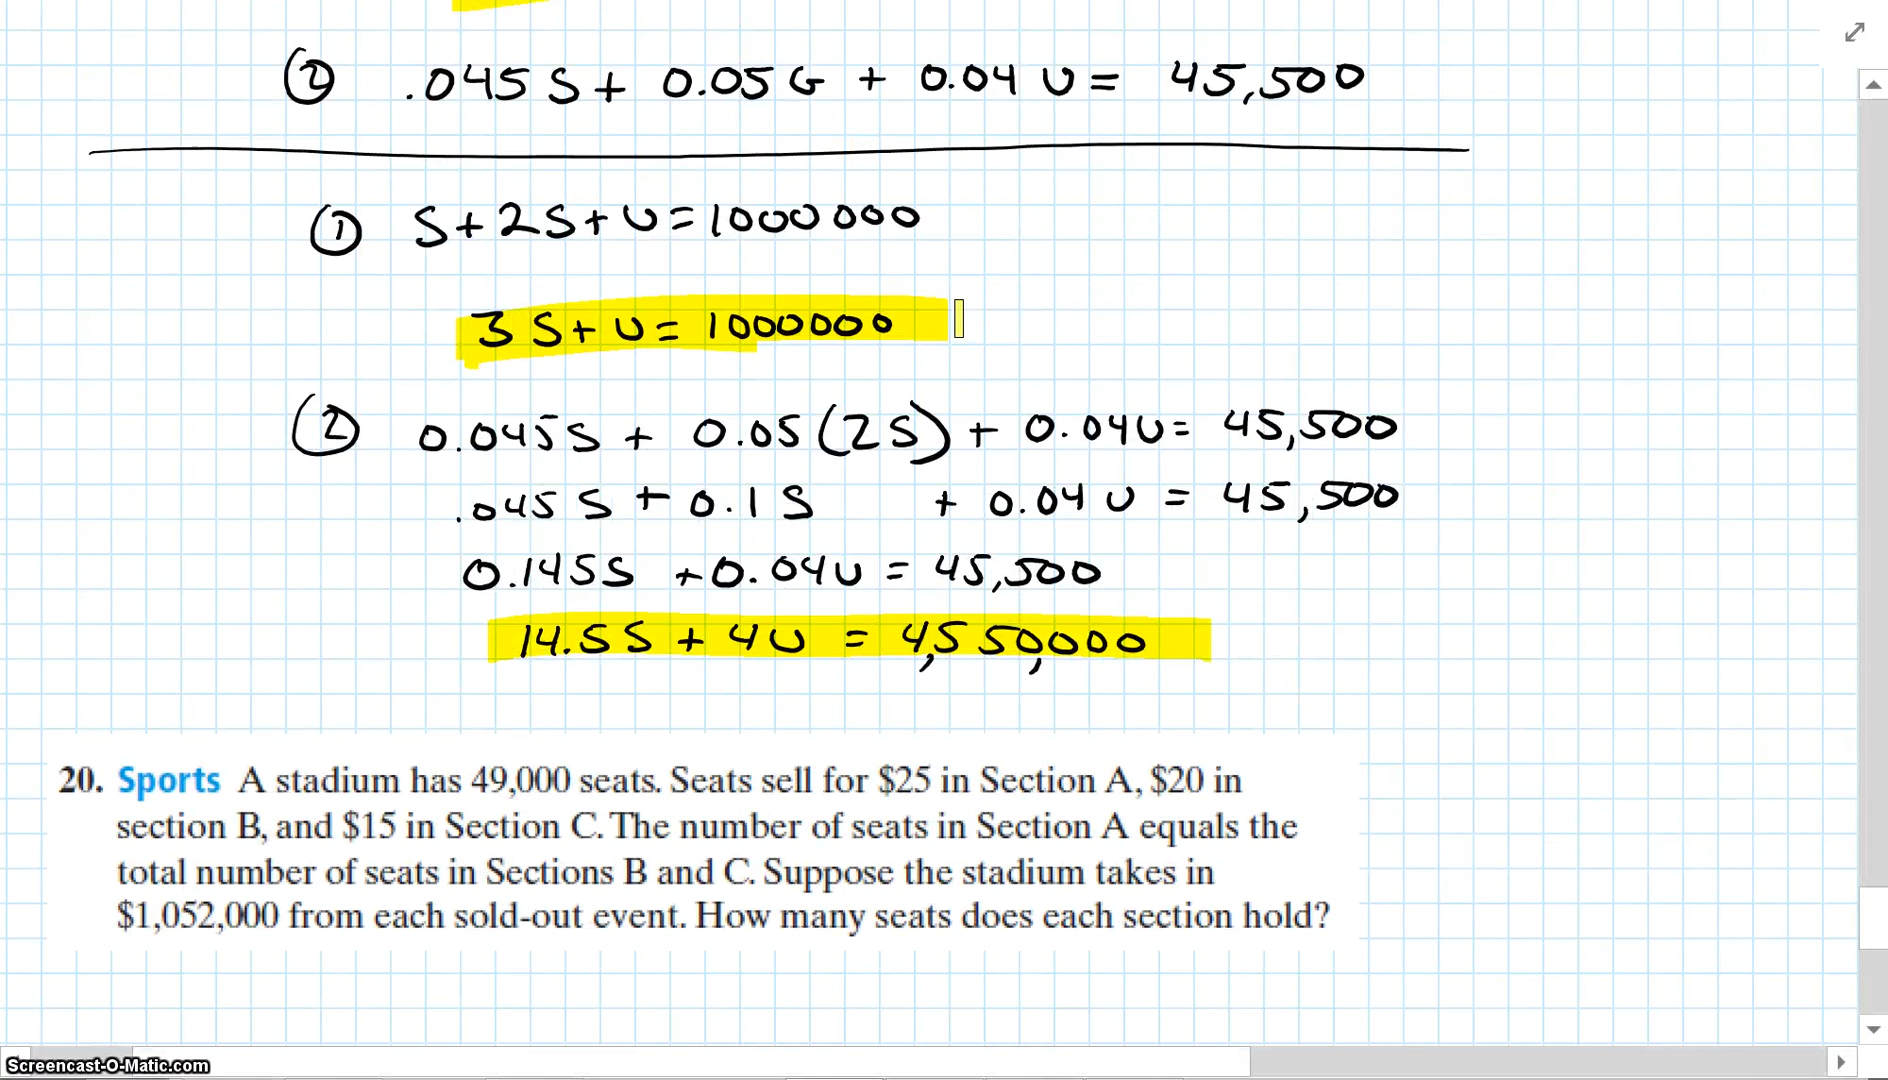 ② .045 S + 0.05 G + 0.04 U = 45,500
① S + 2S + U = 1000000
3 S + U = 1000000
② 0.045 S + 0.05 (2S) + 0.04U = 45,500
.045 S + 0.1 S + 0.04 U = 45,500
0.145S + 0.04U = 45,500
14.5S + 4U = 4,550,000
20. Sports A stadium has 49,000 seats. Seats sell for $25 in Section A, $20 in
section B, and $15 in Section C. The number of seats in Section A equals the
total number of seats in Sections B and C. Suppose the stadium takes in
$1,052,000 from each sold-out event. How many seats does each section hold?
Screencast-O-Matic.com